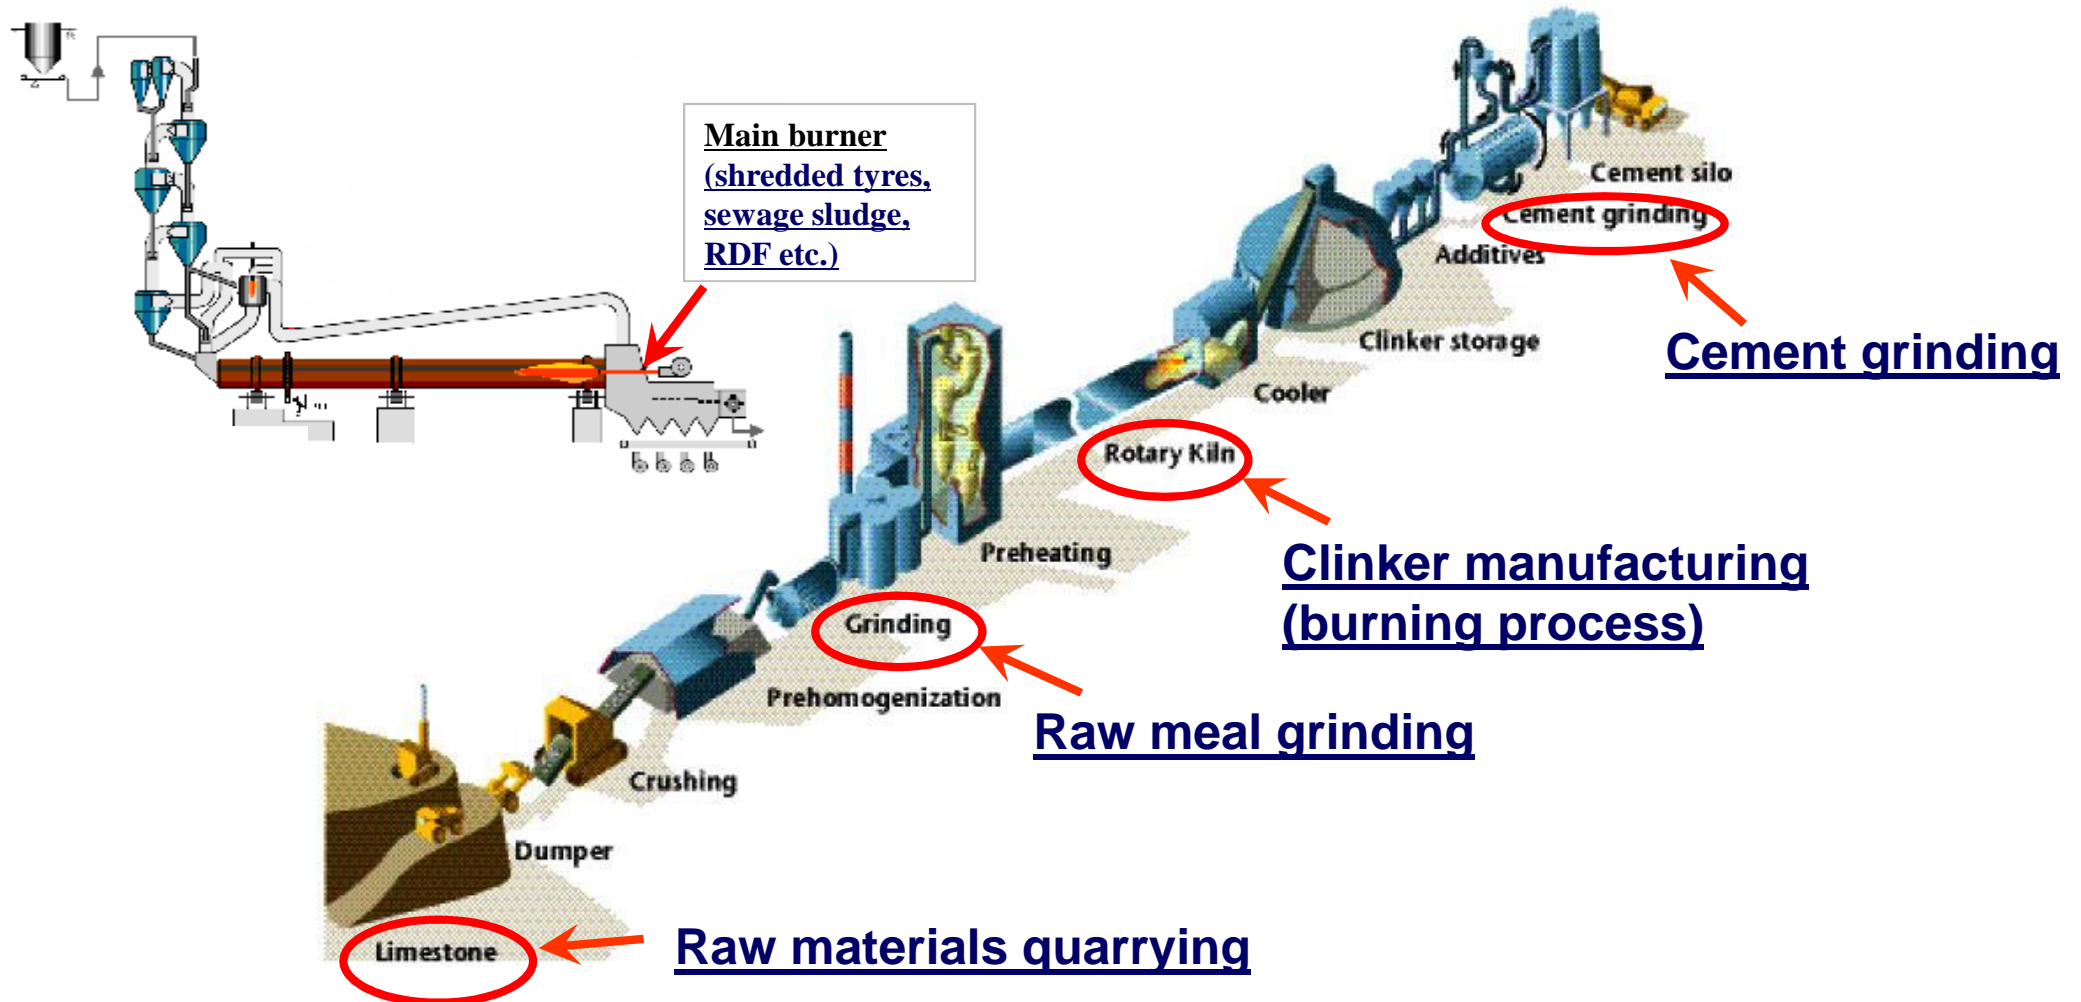 Main burner
(shredded tyres,
sewage sludge,
RDF etc.)
Cement silo
Cement grinding
Additives
Cement grinding
Clinker storage
Cooler
Rotary Kiln
Clinker manufacturing
(burning process)
Preheating
Grinding
Prehomogenization
Raw meal grinding
Crushing
Dumper
Limestone
Raw materials quarrying